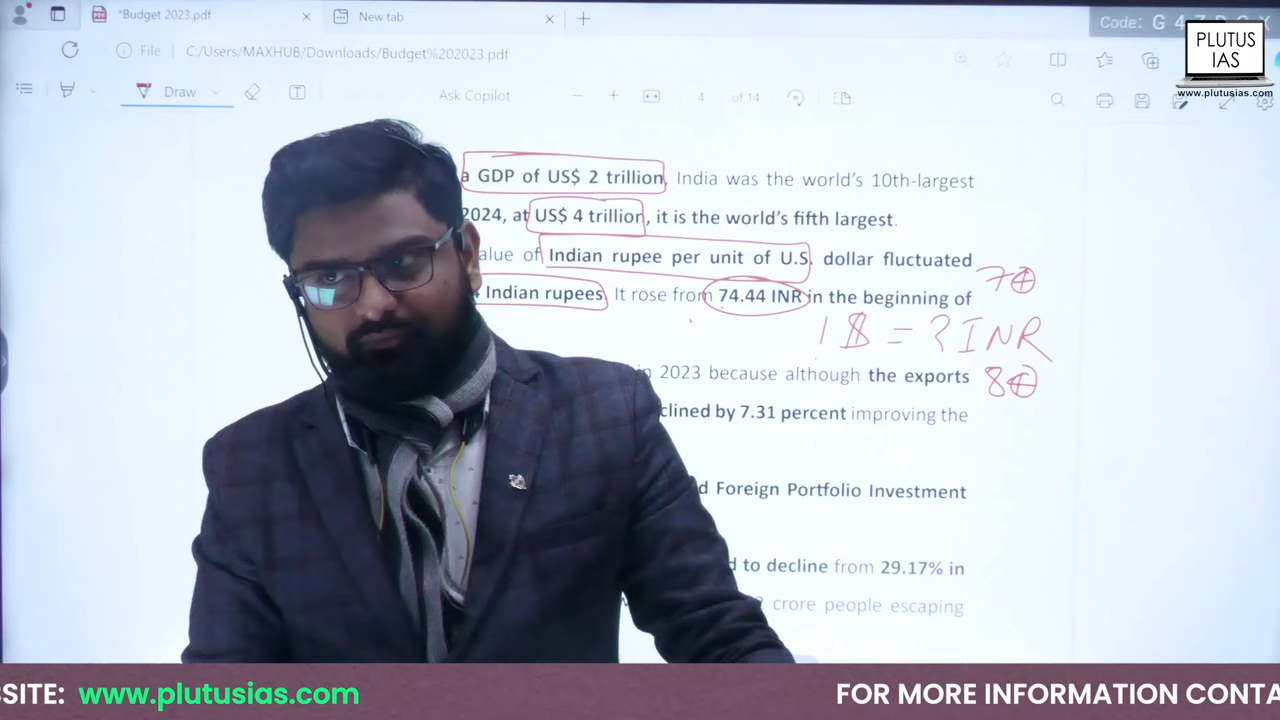 *Budget 2023.pdf
New tab
Code: G 4
PLUTUS
IAS
www.plutusias.com
File
C:/Users/MAXHUB/Downloads/Budget%202023.pdf
Draw
Ask Copilot
4 of 14
a GDP of US$ 2 trillion, India was the world's 10th-largest
2024, at US$ 4 trillion, it is the world's fifth largest.
alue of Indian rupee per unit of U.S. dollar fluctuated
Indian rupees. It rose from 74.44 INR in the beginning of
7+
1 $ = ? INR
in 2023 because although the exports
8+
clined by 7.31 percent improving the
d Foreign Portfolio Investment
d to decline from 29.17% in
crore people escaping
SSITE: www.plutusias.com
FOR MORE INFORMATION CONTA